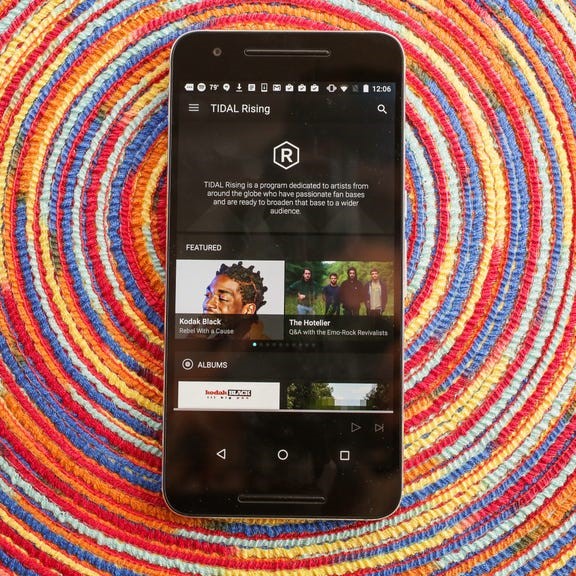 79° 12:06
TIDAL Rising
R
TIDAL Rising is a program dedicated to artists from
around the globe who have passionate fan bases
and are ready to broaden that base to a wider
audience.
FEATURED
Kodak Black
Rebel With a Cause
The Hotelier
Q&A with the Emo-Rock Revivalists
ALBUMS
kodak BLACK